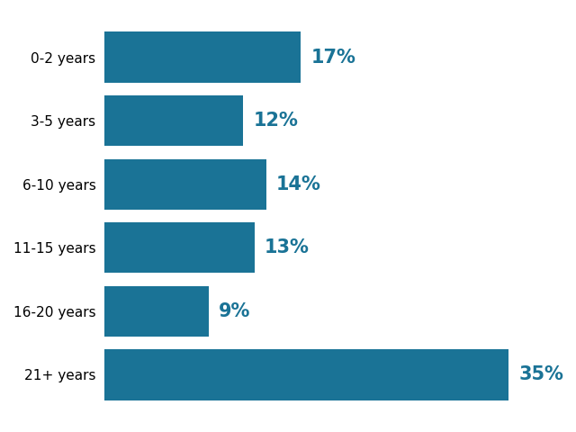 0-2 years 17%
3-5 years 12%
6-10 years 14%
11-15 years 13%
16-20 years 9%
21+ years 35%